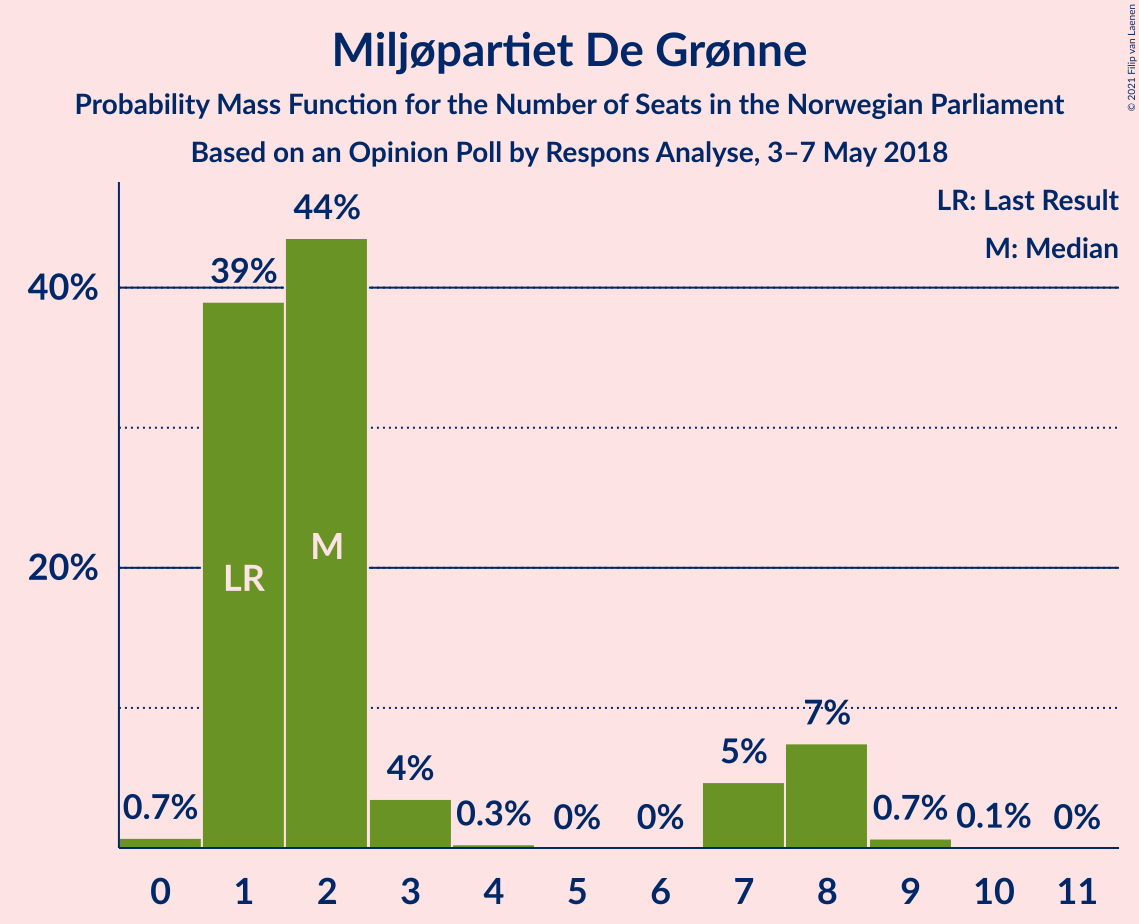 Miljøpartiet De Grønne
Probability Mass Function for the Number of Seats in the Norwegian Parliament
Based on an Opinion Poll by Respons Analyse, 3–7 May 2018
© 2021 Filip van Laenen
LR: Last Result
M: Median
40%
20%
0.7%
39%
44%
4%
0.3%
0%
0%
5%
7%
0.7%
0.1%
0%
LR
M
0 1 2 3 4 5 6 7 8 9 10 11